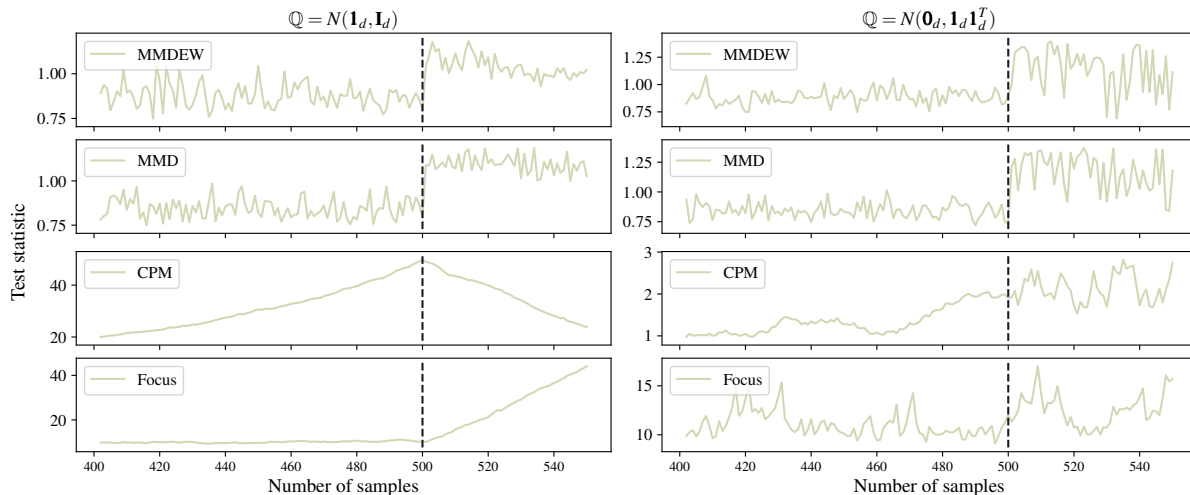 ℚ = N(𝟏_d, 𝐈_d)
MMDEW
1.00
0.75
MMD
1.00
0.75
CPM
40
20
Focus
40
20
400 420 440 460 480 500 520 540
Number of samples
Test statistic
ℚ = N(𝟎_d, 𝟏_d𝟏_d^T)
MMDEW
1.25
1.00
0.75
MMD
1.25
1.00
0.75
CPM
3
2
1
Focus
15
10
400 420 440 460 480 500 520 540
Number of samples